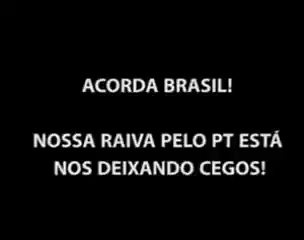 ACORDA BRASIL!
NOSSA RAIVA PELO PT ESTÁ
NOS DEIXANDO CEGOS!